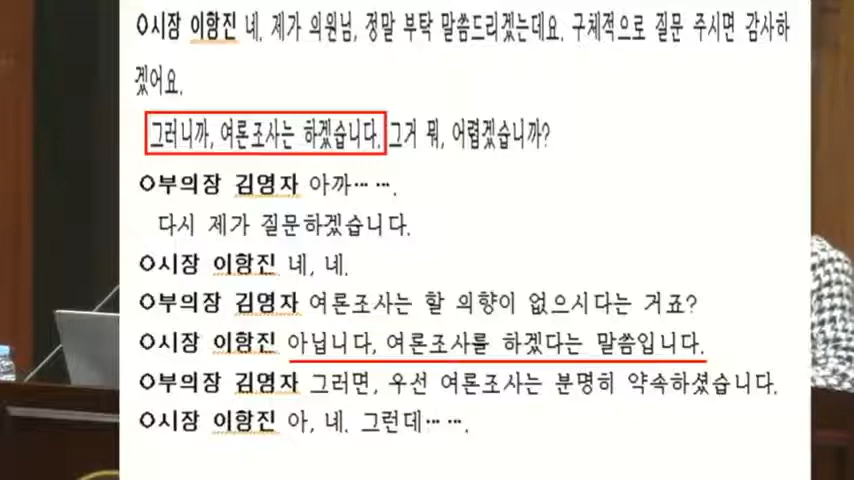 ○시장 이항진 네. 제가 의원님, 정말 부탁 말씀드리겠는데요. 구체적으로 질문 주시면 감사하
겠어요.
그러니까, 여론조사는 하겠습니다. 그거 뭐, 어렵겠습니까?
○부의장 김영자 아까…….
다시 제가 질문하겠습니다.
○시장 이항진 네, 네.
○부의장 김영자 여론조사는 할 의향이 없으시다는 거죠?
○시장 이항진 아닙니다, 여론조사를 하겠다는 말씀입니다.
○부의장 김영자 그러면, 우선 여론조사는 분명히 약속하셨습니다.
○시장 이항진 아, 네. 그런데…….